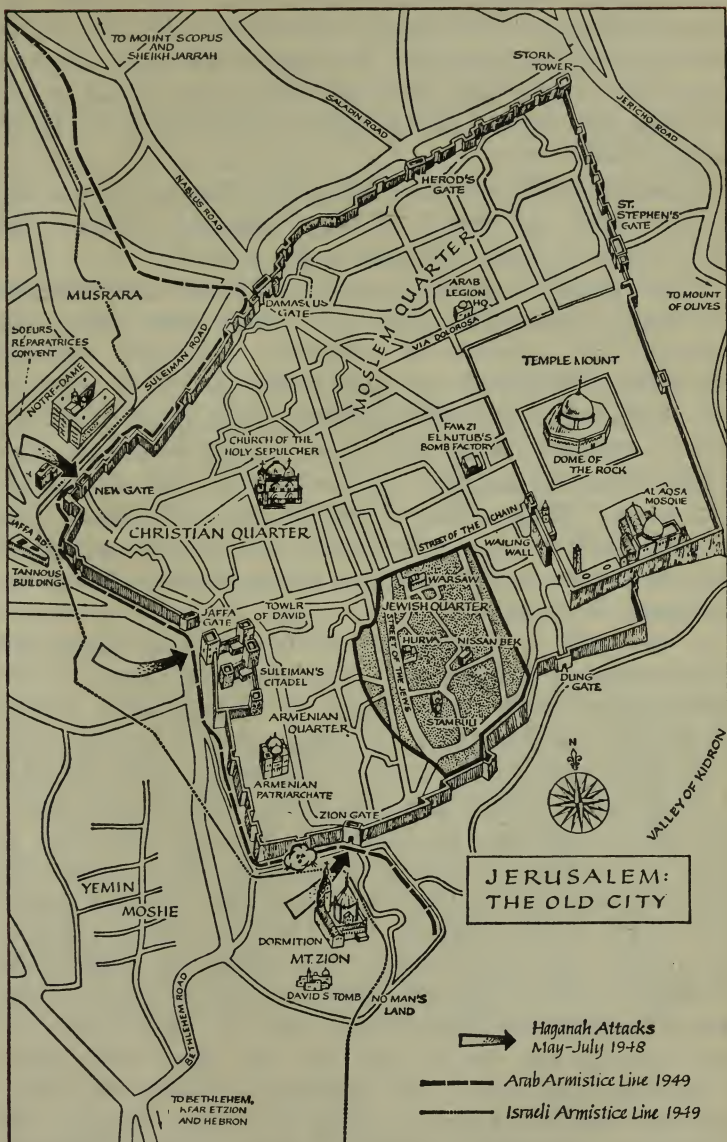 TO MOUNT SCOPUS
AND
SHEIKH JARRAH
STORK
TOWER
SALADIN ROAD
JERICHO ROAD
NABLUS ROAD
HEROD'S
GATE
ST.
STEPHEN'S
GATE
MUSRARA
DAMASCUS
GATE
MOSLEM QUARTER
ARAB
LEGION
HQ
TO MOUNT
OF OLIVES
SOEURS
RÉPARATRICES
CONVENT
SULEIMAN ROAD
VIA DOLOROSA
NOTRE-DAME
TEMPLE MOUNT
CHURCH OF THE
HOLY SEPULCHER
FAWZI
EL KUTUB'S
BOMB FACTORY
DOME OF
THE ROCK
NEW GATE
AL AQSA
MOSQUE
CHRISTIAN QUARTER
STREET OF THE CHAIN
WAILING
WALL
JAFFA RD.
TANNOUS
BUILDING
JAFFA
GATE
TOWER
OF DAVID
WARSAW
JEWISH QUARTER
HURVA
NISSAN BEK
STREET OF THE JEWS
SULEIMAN'S
CITADEL
DUNG
GATE
ARMENIAN
QUARTER
STAMBULI
N
ARMENIAN
PATRIARCHATE
VALLEY OF KIDRON
ZION GATE
JERUSALEM:
THE OLD CITY
YEMIN
MOSHE
DORMITION
MT. ZION
DAVID'S TOMB
NO MAN'S
LAND
BETHLEHEM ROAD
Haganah Attacks
May-July 1948
Arab Armistice Line 1949
Israeli Armistice Line 1949
TO BETHLEHEM,
KFAR ETZION
AND HEBRON